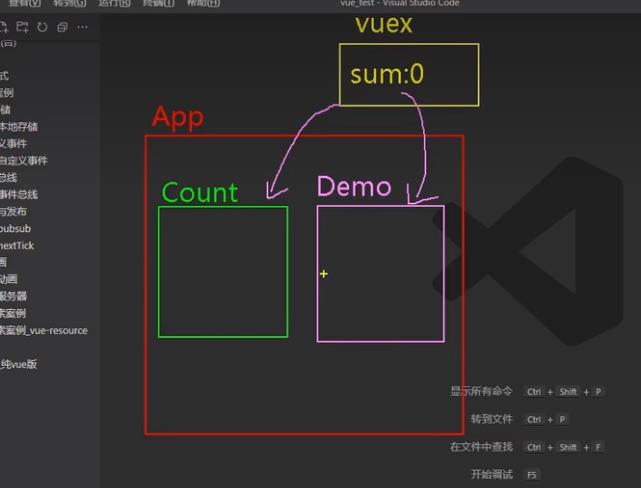 查看(V) 转到(G) 运行(R) 终端(T) 帮助(H)
vue_test - Visual Studio Code
vuex
sum:0
App
Count
Demo
式
案例
储
本地存储
义事件
自定义事件
总线
事件总线
与发布
pubsub
nextTick
画
动画
服务器
索案例
索案例_vue-resource
纯vue版
显示所有命令 Ctrl + Shift + P
转到文件 Ctrl + P
在文件中查找 Ctrl + Shift + F
开始调试 F5